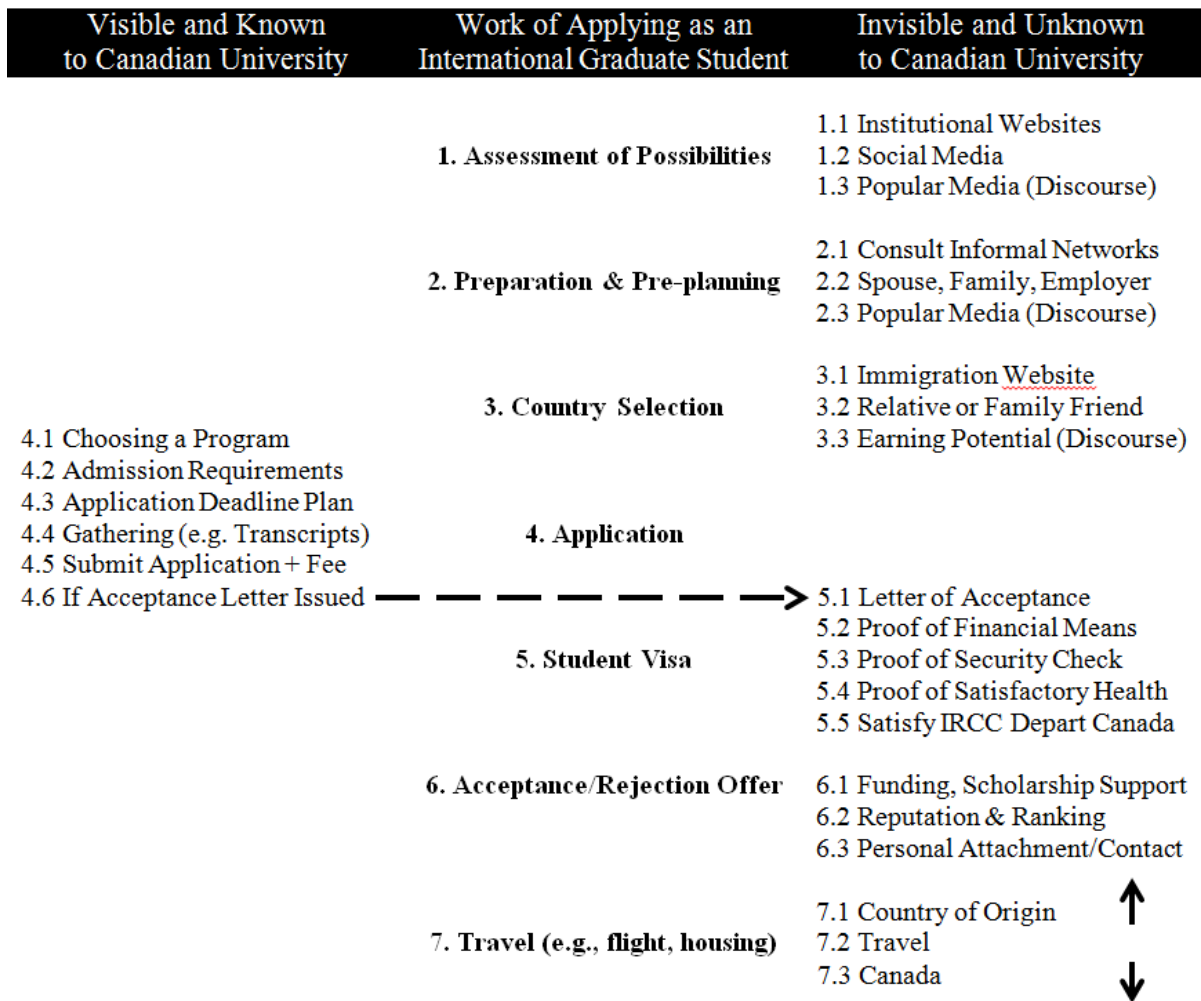 Visible and Known
to Canadian University
Work of Applying as an
International Graduate Student
Invisible and Unknown
to Canadian University
1. Assessment of Possibilities
1.1 Institutional Websites
1.2 Social Media
1.3 Popular Media (Discourse)
2. Preparation & Pre-planning
2.1 Consult Informal Networks
2.2 Spouse, Family, Employer
2.3 Popular Media (Discourse)
3. Country Selection
3.1 Immigration Website
3.2 Relative or Family Friend
3.3 Earning Potential (Discourse)
4.1 Choosing a Program
4.2 Admission Requirements
4.3 Application Deadline Plan
4.4 Gathering (e.g. Transcripts)
4.5 Submit Application + Fee
4.6 If Acceptance Letter Issued
4. Application
5. Student Visa
5.1 Letter of Acceptance
5.2 Proof of Financial Means
5.3 Proof of Security Check
5.4 Proof of Satisfactory Health
5.5 Satisfy IRCC Depart Canada
6. Acceptance/Rejection Offer
6.1 Funding, Scholarship Support
6.2 Reputation & Ranking
6.3 Personal Attachment/Contact
7. Travel (e.g., flight, housing)
7.1 Country of Origin
7.2 Travel
7.3 Canada